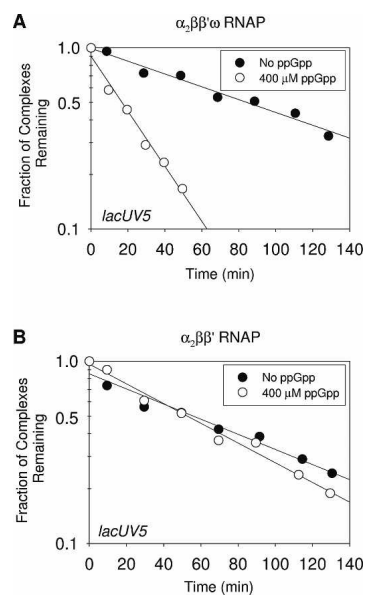 A
α₂ββ'ω RNAP
1.0
0.5
0.1
Fraction of Complexes
Remaining
No ppGpp
400 μM ppGpp
lacUV5
0 20 40 60 80 100 120 140
Time (min)
B
α₂ββ' RNAP
1.0
0.5
0.1
Fraction of Complexes
Remaining
No ppGpp
400 μM ppGpp
lacUV5
0 20 40 60 80 100 120 140
Time (min)